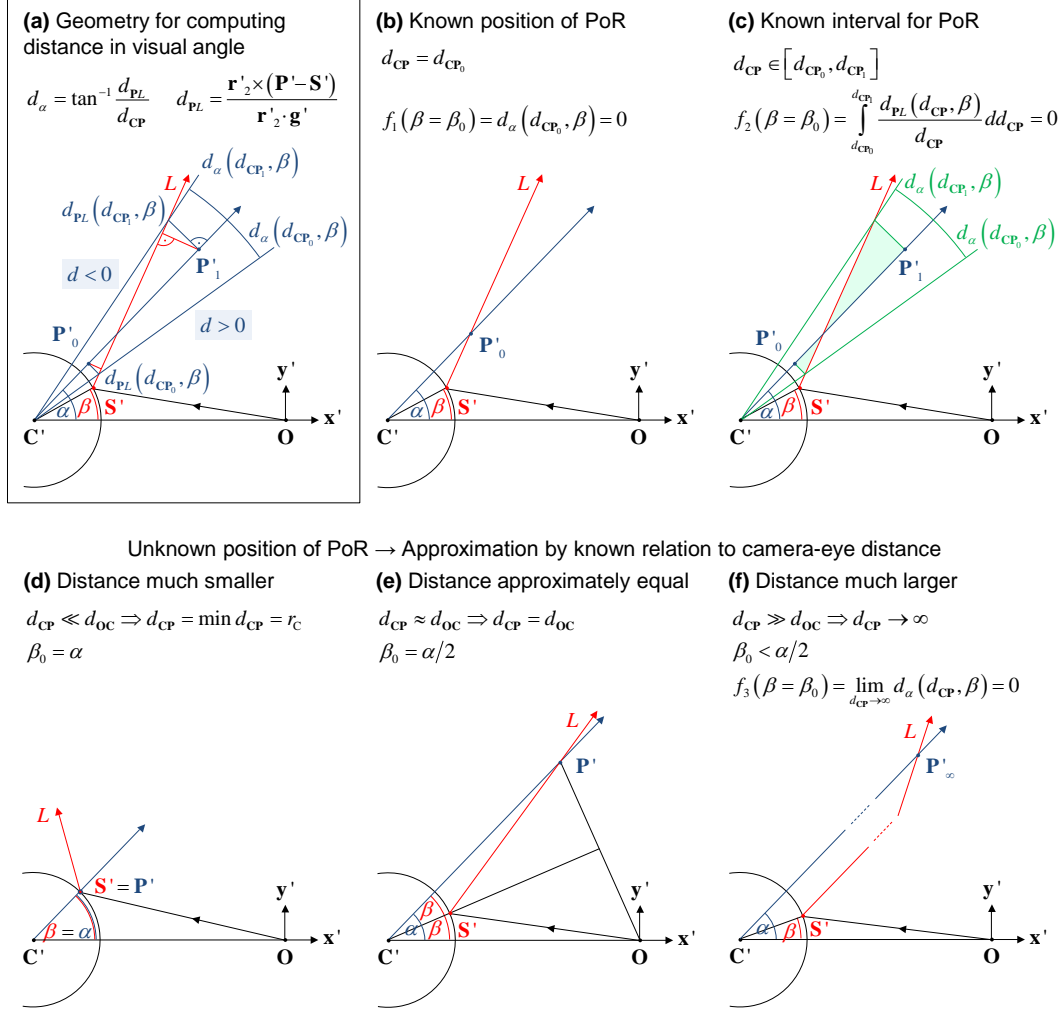 (a) Geometry for computing
distance in visual angle
d_α = tan⁻¹ d_PL / d_CP    d_PL = r'₂×(P'−S') / r'₂·g'
d_α(d_CP₁, β)
L
d_PL(d_CP₁, β)
d_α(d_CP₀, β)
P'₁
d < 0
d > 0
P'₀
d_PL(d_CP₀, β)
y'
α β S'
x'
C' O
(b) Known position of PoR
d_CP = d_CP₀
f₁(β = β₀) = d_α(d_CP₀, β) = 0
L
P'₀
y'
α β S'
x'
C' O
(c) Known interval for PoR
d_CP ∈ [d_CP₀, d_CP₁]
f₂(β = β₀) = ∫_{d_CP₀}^{d_CP₁} d_PL(d_CP, β) / d_CP dd_CP = 0
L
d_α(d_CP₁, β)
d_α(d_CP₀, β)
P'₁
P'₀
y'
α β S'
x'
C' O
Unknown position of PoR → Approximation by known relation to camera-eye distance
(d) Distance much smaller
d_CP ≪ d_OC ⇒ d_CP = min d_CP = r_C
β₀ = α
L
S' = P'
y'
β = α
x'
C' O
(e) Distance approximately equal
d_CP ≈ d_OC ⇒ d_CP = d_OC
β₀ = α/2
L
P'
β
y'
α β S'
x'
C' O
(f) Distance much larger
d_CP ≫ d_OC ⇒ d_CP → ∞
β₀ < α/2
f₃(β = β₀) = lim_{d_CP→∞} d_α(d_CP, β) = 0
L
P'_∞
y'
α β S'
x'
C' O